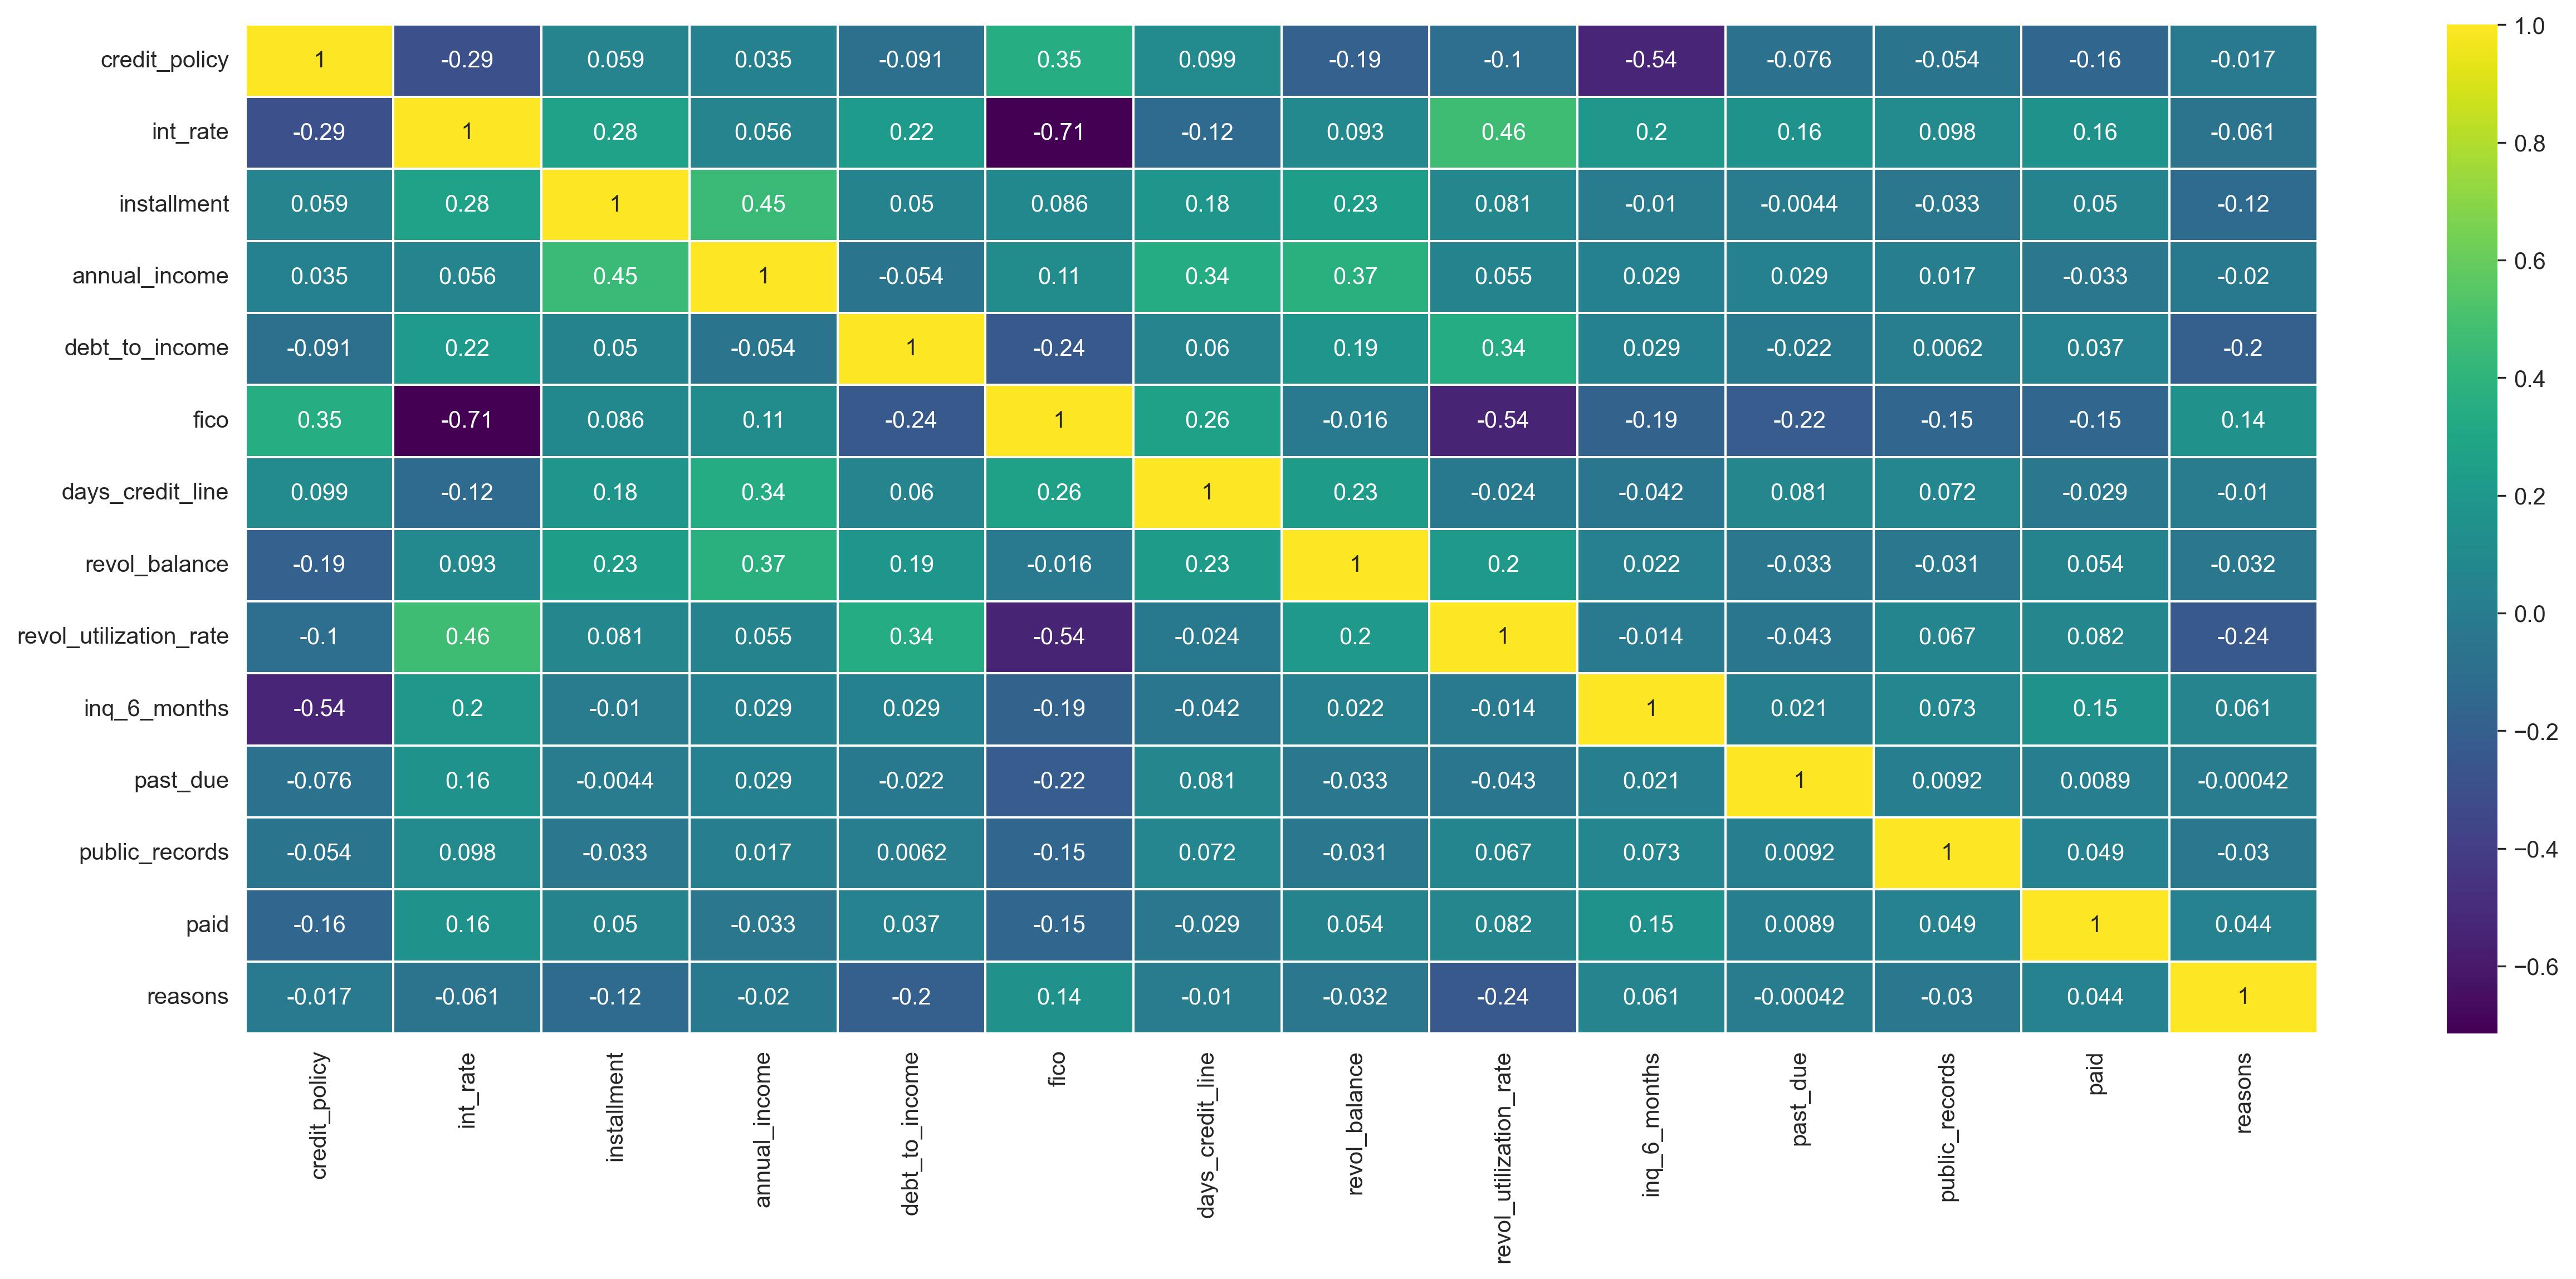 credit_policy 1 -0.29 0.059 0.035 -0.091 0.35 0.099 -0.19 -0.1 -0.54 -0.076 -0.054 -0.16 -0.017
int_rate -0.29 1 0.28 0.056 0.22 -0.71 -0.12 0.093 0.46 0.2 0.16 0.098 0.16 -0.061
installment 0.059 0.28 1 0.45 0.05 0.086 0.18 0.23 0.081 -0.01 -0.0044 -0.033 0.05 -0.12
annual_income 0.035 0.056 0.45 1 -0.054 0.11 0.34 0.37 0.055 0.029 0.029 0.017 -0.033 -0.02
debt_to_income -0.091 0.22 0.05 -0.054 1 -0.24 0.06 0.19 0.34 0.029 -0.022 0.0062 0.037 -0.2
fico 0.35 -0.71 0.086 0.11 -0.24 1 0.26 -0.016 -0.54 -0.19 -0.22 -0.15 -0.15 0.14
days_credit_line 0.099 -0.12 0.18 0.34 0.06 0.26 1 0.23 -0.024 -0.042 0.081 0.072 -0.029 -0.01
revol_balance -0.19 0.093 0.23 0.37 0.19 -0.016 0.23 1 0.2 0.022 -0.033 -0.031 0.054 -0.032
revol_utilization_rate -0.1 0.46 0.081 0.055 0.34 -0.54 -0.024 0.2 1 -0.014 -0.043 0.067 0.082 -0.24
inq_6_months -0.54 0.2 -0.01 0.029 0.029 -0.19 -0.042 0.022 -0.014 1 0.021 0.073 0.15 0.061
past_due -0.076 0.16 -0.0044 0.029 -0.022 -0.22 0.081 -0.033 -0.043 0.021 1 0.0092 0.0089 -0.00042
public_records -0.054 0.098 -0.033 0.017 0.0062 -0.15 0.072 -0.031 0.067 0.073 0.0092 1 0.049 -0.03
paid -0.16 0.16 0.05 -0.033 0.037 -0.15 -0.029 0.054 0.082 0.15 0.0089 0.049 1 0.044
reasons -0.017 -0.061 -0.12 -0.02 -0.2 0.14 -0.01 -0.032 -0.24 0.061 -0.00042 -0.03 0.044 1
credit_policy
int_rate
installment
annual_income
debt_to_income
fico
days_credit_line
revol_balance
revol_utilization_rate
inq_6_months
past_due
public_records
paid
reasons
1.0
0.8
0.6
0.4
0.2
0.0
−0.2
−0.4
−0.6